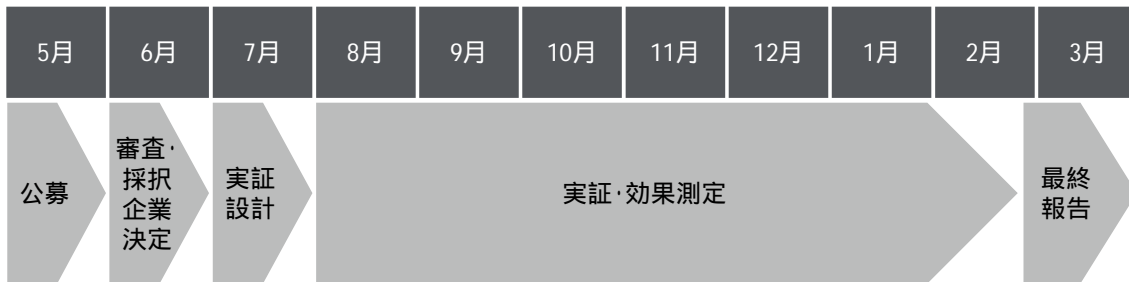 5月 6月 7月 8月 9月 10月 11月 12月 1月 2月 3月
公募
審査·
採択
企業
決定
実証
設計
実証·効果測定
最終
報告